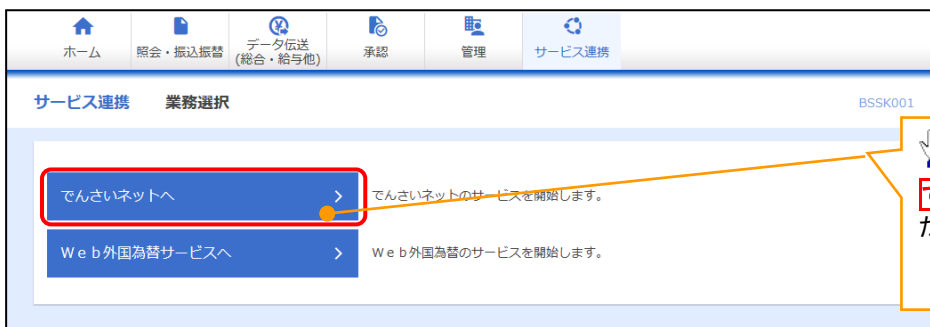 ホーム
照会・振込振替
データ伝送
(総合・給与他)
承認
管理
サービス連携
サービス連携 業務選択
BSSK001
でんさいネットへ
でんさいネットのサービスを開始します。
Ｗｅｂ外国為替サービスへ
Ｗｅｂ外国為替のサービスを開始します。